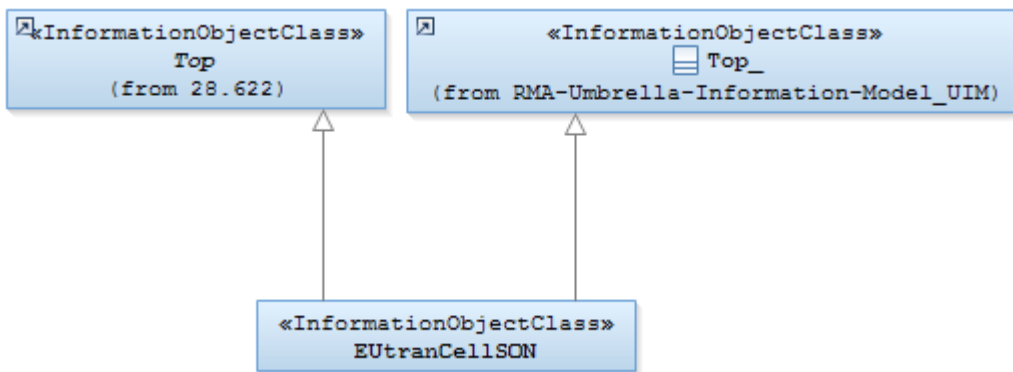 «InformationObjectClass»
Top
(from 28.622)
«InformationObjectClass»
Top_
(from RMA-Umbrella-Information-Model_UIM)
«InformationObjectClass»
EUtranCellSON